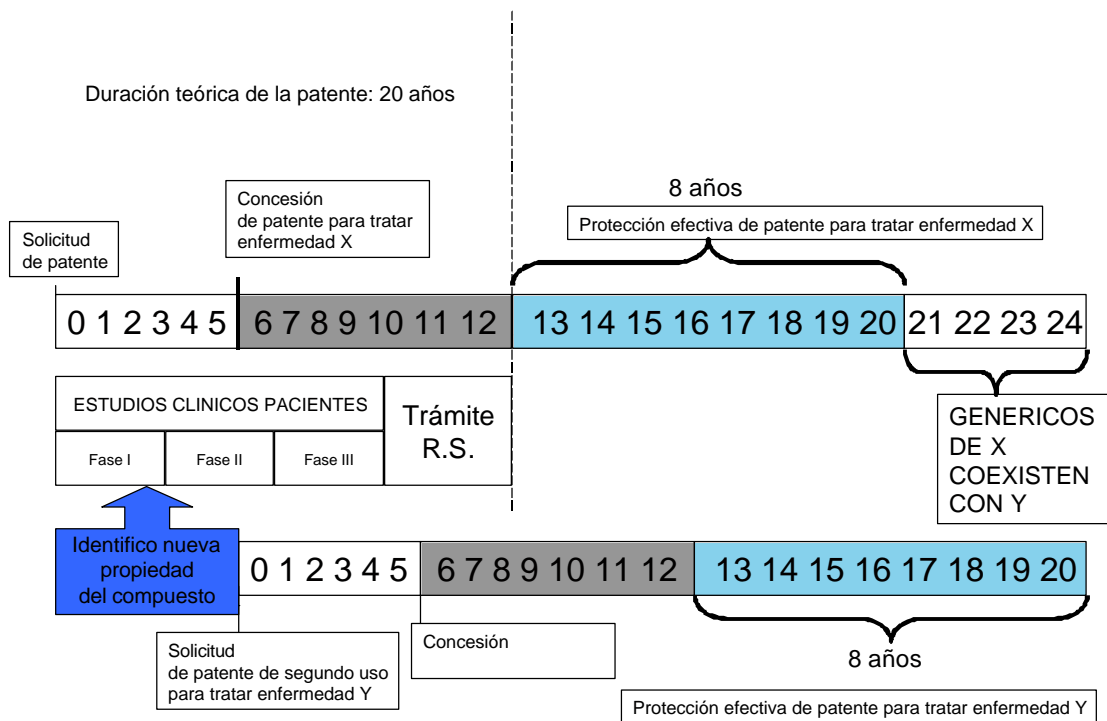 Duración teórica de la patente: 20 años
Solicitud
de patente
Concesión
de patente para tratar
enfermedad X
8 años
Protección efectiva de patente para tratar enfermedad X
0 1 2 3 4 5 6 7 8 9 10 11 12 13 14 15 16 17 18 19 20 21 22 23 24
ESTUDIOS CLINICOS PACIENTES
Fase I Fase II Fase III
Trámite
R.S.
GENERICOS
DE X
COEXISTEN
CON Y
Identifico nueva
propiedad
del compuesto
0 1 2 3 4 5 6 7 8 9 10 11 12 13 14 15 16 17 18 19 20
Solicitud
de patente de segundo uso
para tratar enfermedad Y
Concesión
8 años
Protección efectiva de patente para tratar enfermedad Y